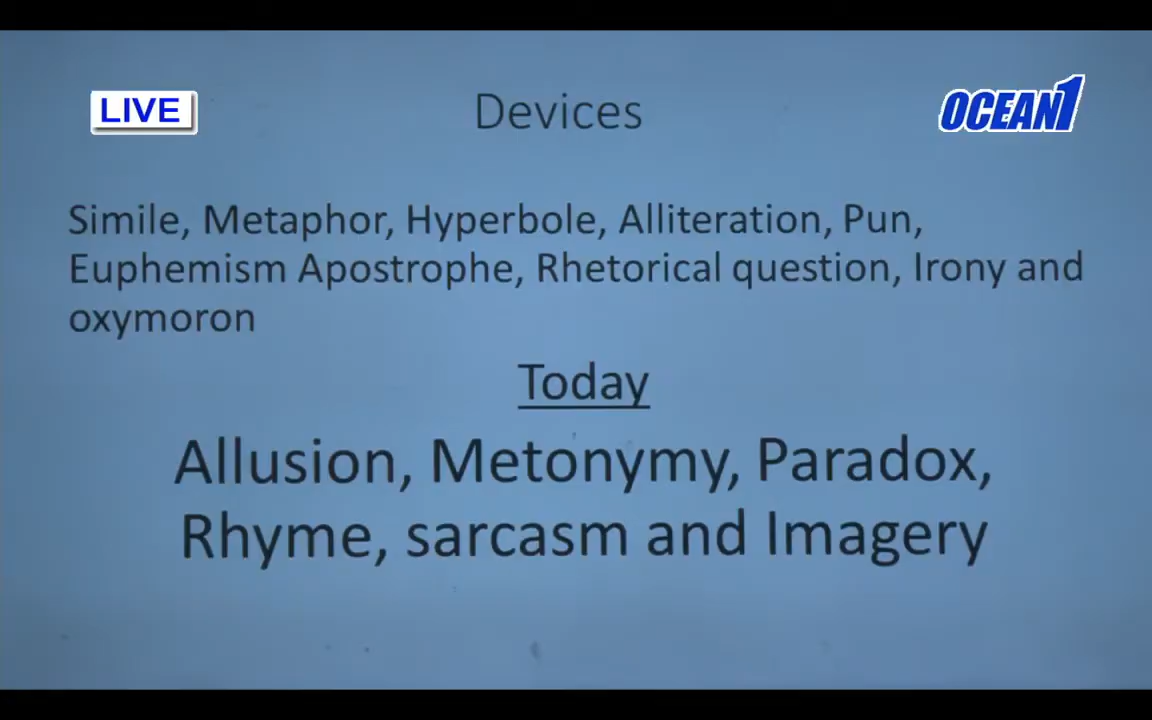 LIVE
Devices
OCEAN1
Simile, Metaphor, Hyperbole, Alliteration, Pun,
Euphemism Apostrophe, Rhetorical question, Irony and
oxymoron
Today
Allusion, Metonymy, Paradox,
Rhyme, sarcasm and Imagery